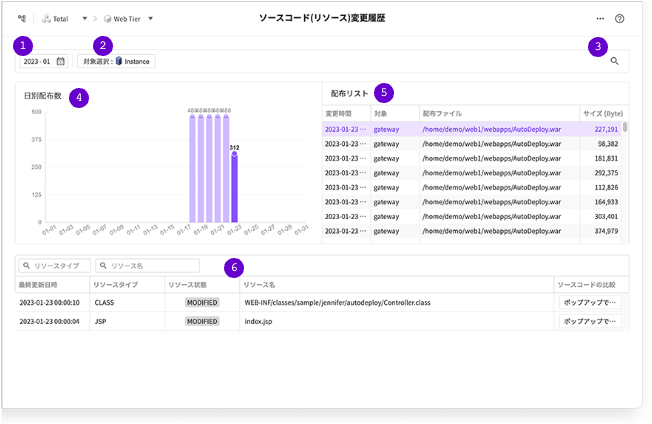 Total Web Tier ソースコード(リソース)変更履歴
1 2 3
2023 - 01 対象選択 : Instance
日別配布数 4
500
375
250
125
0
312
01-01 01-03 01-05 01-07 01-09 01-11 01-13 01-15 01-17 01-19 01-21 01-23 01-25 01-27 01-29 01-31
配布リスト 5
変更時間 対象 配布ファイル サイズ (Byte)
2023-01-23 ··· gateway /home/demo/web1/webapps/AutoDeploy.war 227,191
2023-01-23 ··· gateway /home/demo/web1/webapps/AutoDeploy.war 98,382
2023-01-23 ··· gateway /home/demo/web1/webapps/AutoDeploy.war 181,831
2023-01-23 ··· gateway /home/demo/web1/webapps/AutoDeploy.war 292,375
2023-01-23 ··· gateway /home/demo/web1/webapps/AutoDeploy.war 112,826
2023-01-23 ··· gateway /home/demo/web1/webapps/AutoDeploy.war 164,933
2023-01-23 ··· gateway /home/demo/web1/webapps/AutoDeploy.war 303,401
2023-01-23 ··· gateway /home/demo/web1/webapps/AutoDeploy.war 374,979
リソースタイプ リソース名 6
最終更新日時 リソースタイプ リソース状態 リソース名 ソースコードの比較
2023-01-23 00:00:10 CLASS MODIFIED WEB-INF/classes/sample/jennifer/autodeploy/Controller.class ポップアップで···
2023-01-23 00:00:04 JSP MODIFIED index.jsp ポップアップで···